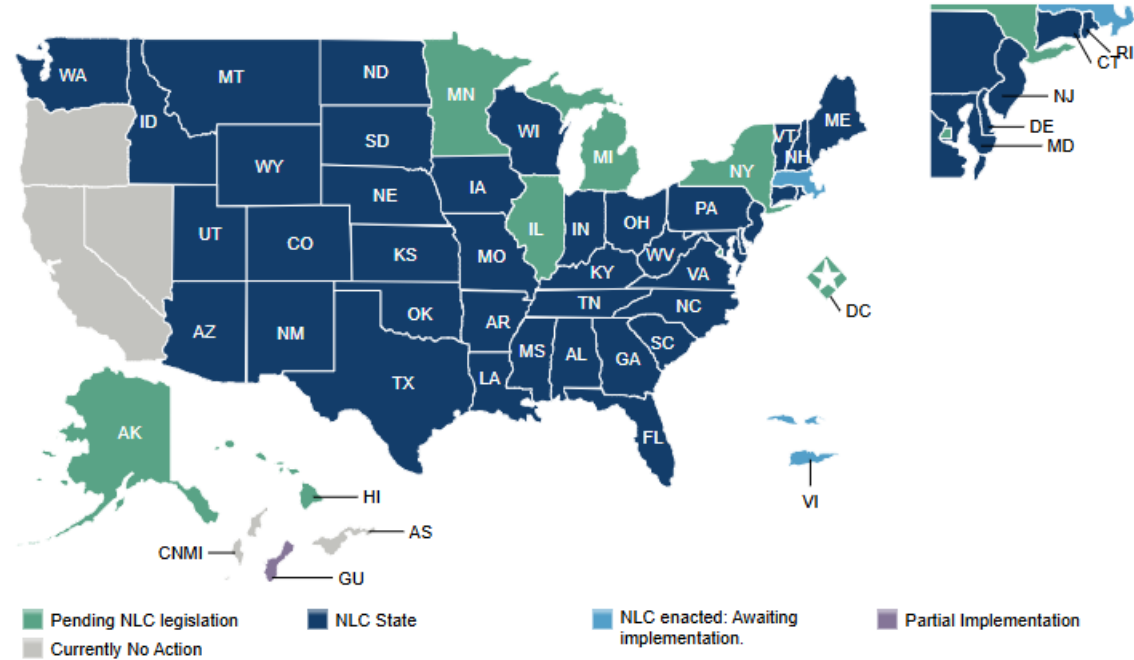 WA
MT
ND
MN
ID
SD
WI
WY
MI
VT
NH
ME
NY
IA
NE
PA
UT
CO
IL
IN
OH
KS
MO
WV
VA
KY
AZ
NM
OK
AR
TN
NC
SC
MS
AL
GA
TX
LA
FL
AK
HI
AS
CNMI
GU
RI
CT
NJ
DE
MD
DC
VI
Pending NLC legislation
NLC State
NLC enacted: Awaiting
implementation.
Partial Implementation
Currently No Action